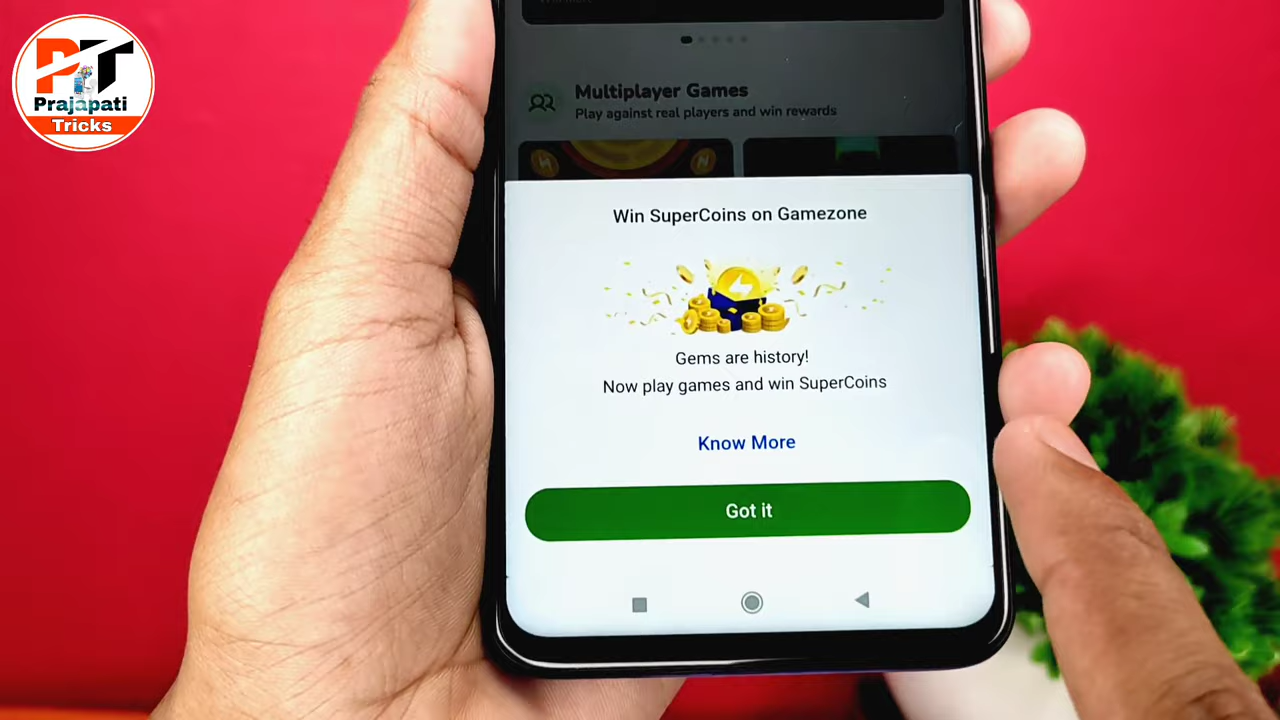 PT
Prajapati
Tricks
Multiplayer Games
Play against real players and win rewards
Win SuperCoins on Gamezone
Gems are history!
Now play games and win SuperCoins
Know More
Got it